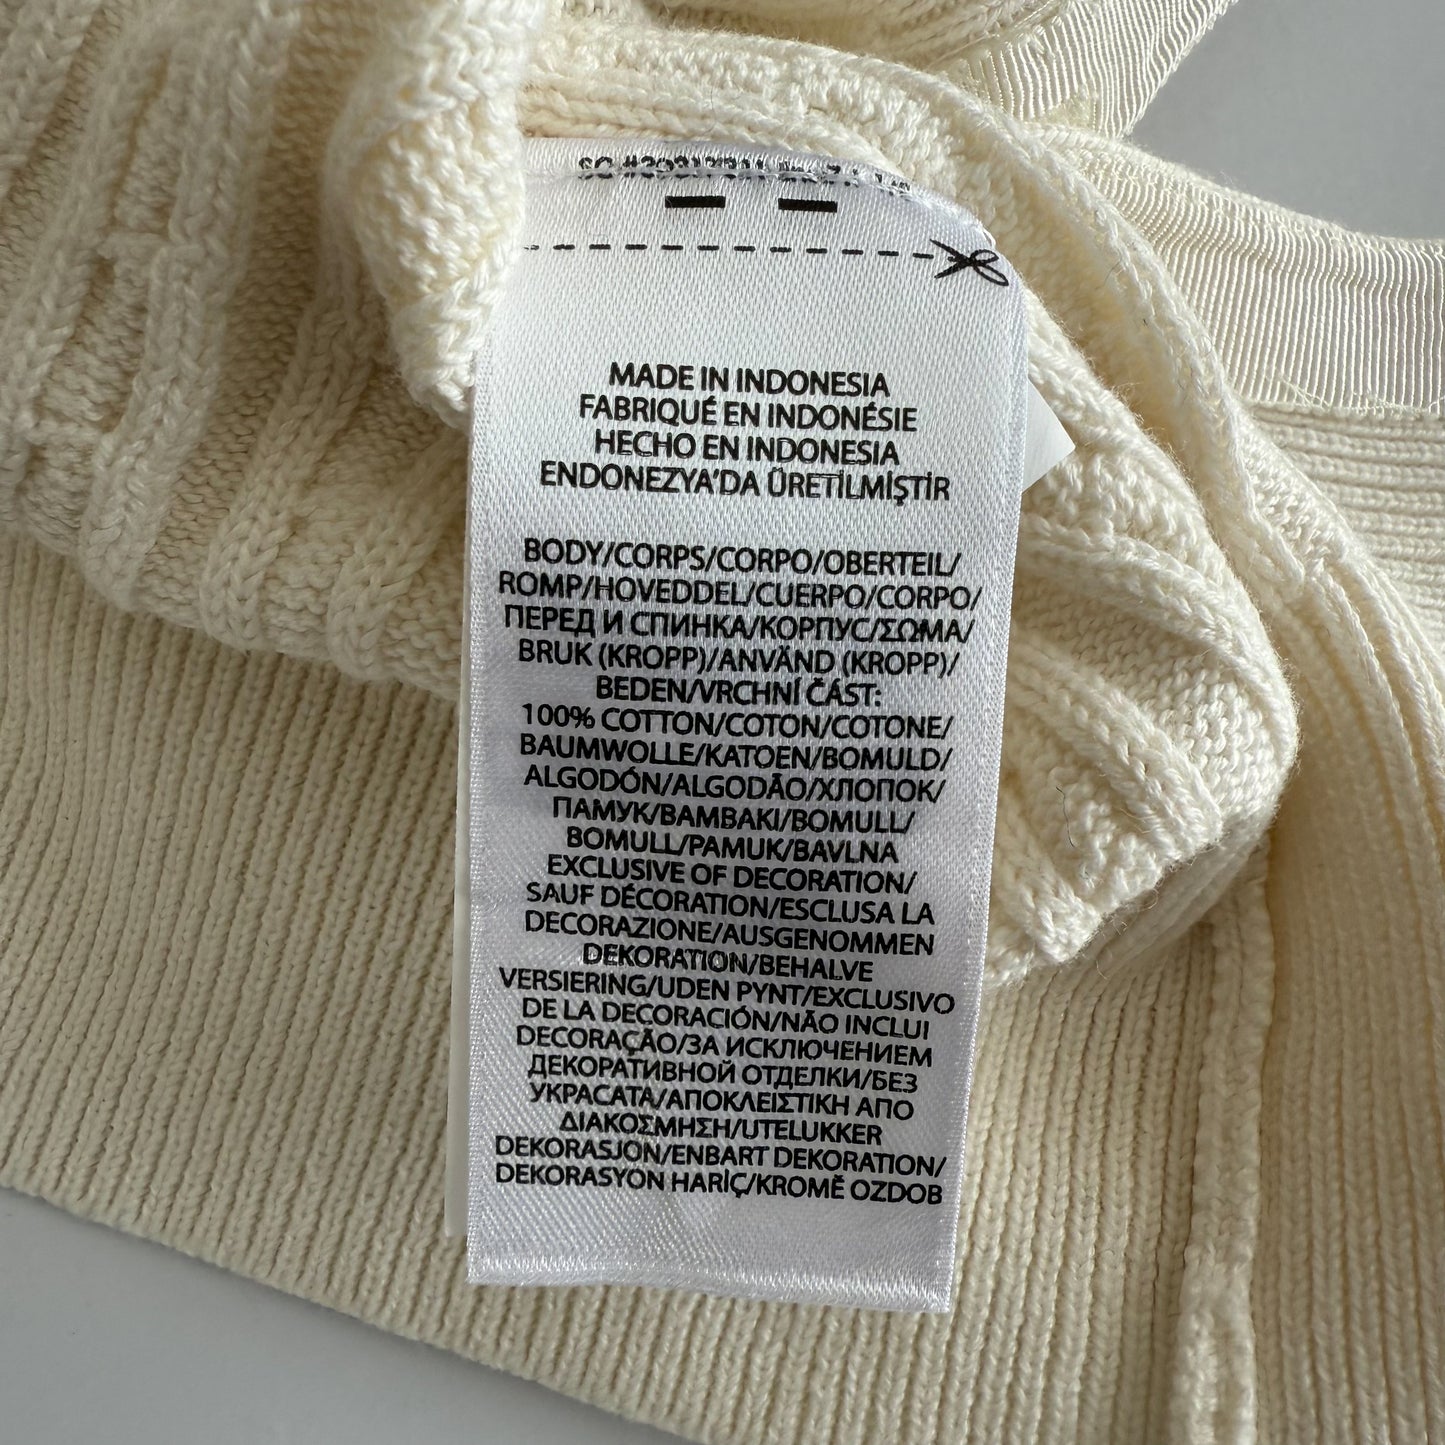 MADE IN INDONESIA
FABRIQUÉ EN INDONÉSIE
HECHO EN INDONESIA
ENDONEZYA'DA ÜRETİLMİŞTİR
BODY/CORPS/CORPO/OBERTEIL/
ROMP/HOVEDDEL/CUERPO/CORPO/
ПЕРЕД И СПИНКА/КОРПУС/ΣΩΜΑ/
BRUK (KROPP)/ANVÄND (KROPP)/
BEDEN/VRCHNÍ ČÁST:
100% COTTON/COTON/COTONE/
BAUMWOLLE/KATOEN/BOMULD/
ALGODÓN/ALGODÃO/ХЛОПОК/
ПАМУК/ΒΑΜΒΑΚΙ/BOMULL/
BOMULL/PAMUK/BAVLNA
EXCLUSIVE OF DECORATION/
SAUF DÉCORATION/ESCLUSA LA
DECORAZIONE/AUSGENOMMEN
DEKORATION/BEHALVE
VERSIERING/UDEN PYNT/EXCLUSIVO
DE LA DECORACIÓN/NÃO INCLUI
DECORAÇÃO/ЗА ИСКЛЮЧЕНИЕМ
ДЕКОРАТИВНОЙ ОТДЕЛКИ/БЕЗ
УКРАСАТА/ΑΠΟΚΛΕΙΣΤΙΚΗ ΑΠΟ
ΔΙΑΚΟΣΜΗΣΗ/UTELUKKER
DEKORASJON/ENBART DEKORATION/
DEKORASYON HARİÇ/KROMĚ OZDOB